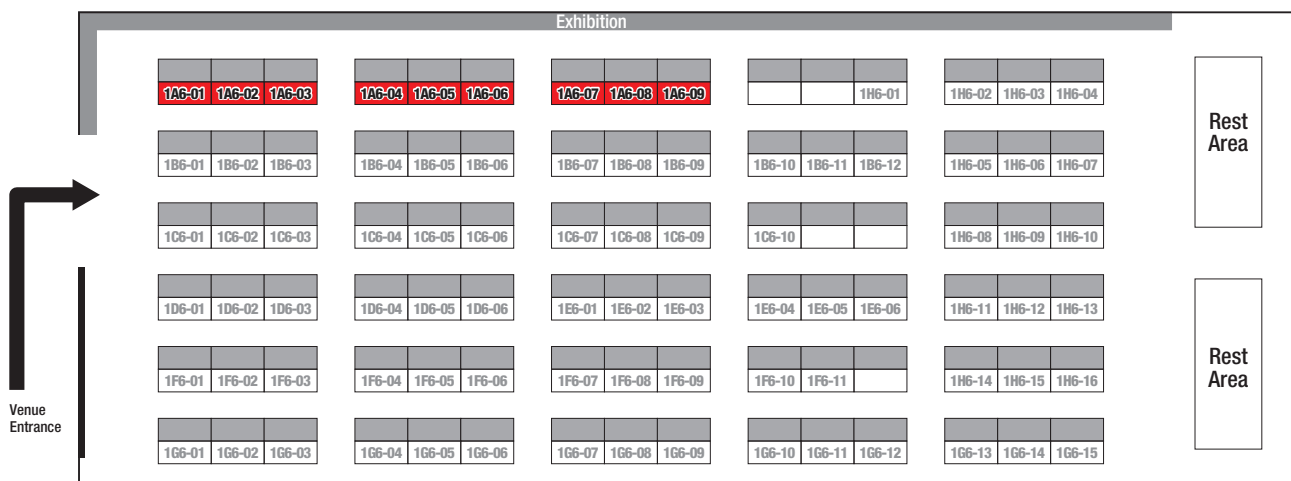 Exhibition
1A6-01 1A6-02 1A6-03 1A6-04 1A6-05 1A6-06 1A6-07 1A6-08 1A6-09 1H6-01 1H6-02 1H6-03 1H6-04
Rest
Area
1B6-01 1B6-02 1B6-03 1B6-04 1B6-05 1B6-06 1B6-07 1B6-08 1B6-09 1B6-10 1B6-11 1B6-12 1H6-05 1H6-06 1H6-07
1C6-01 1C6-02 1C6-03 1C6-04 1C6-05 1C6-06 1C6-07 1C6-08 1C6-09 1C6-10 1H6-08 1H6-09 1H6-10
1D6-01 1D6-02 1D6-03 1D6-04 1D6-05 1D6-06 1E6-01 1E6-02 1E6-03 1E6-04 1E6-05 1E6-06 1H6-11 1H6-12 1H6-13
Rest
Area
1F6-01 1F6-02 1F6-03 1F6-04 1F6-05 1F6-06 1F6-07 1F6-08 1F6-09 1F6-10 1F6-11 1H6-14 1H6-15 1H6-16
Venue
Entrance
1G6-01 1G6-02 1G6-03 1G6-04 1G6-05 1G6-06 1G6-07 1G6-08 1G6-09 1G6-10 1G6-11 1G6-12 1G6-13 1G6-14 1G6-15